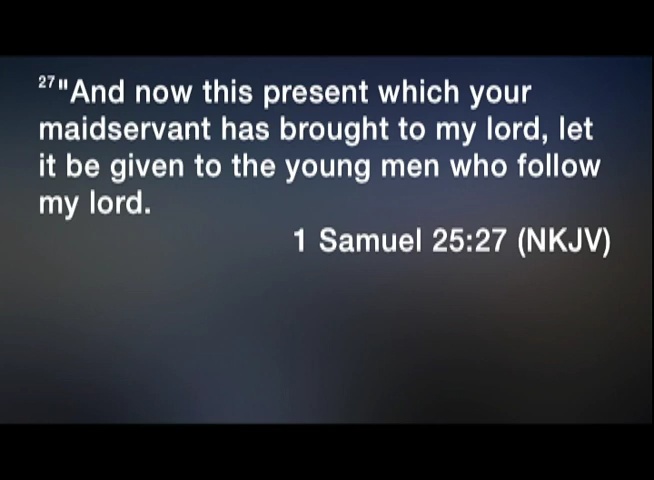 27"And now this present which your
maidservant has brought to my lord, let
it be given to the young men who follow
my lord.
1 Samuel 25:27 (NKJV)